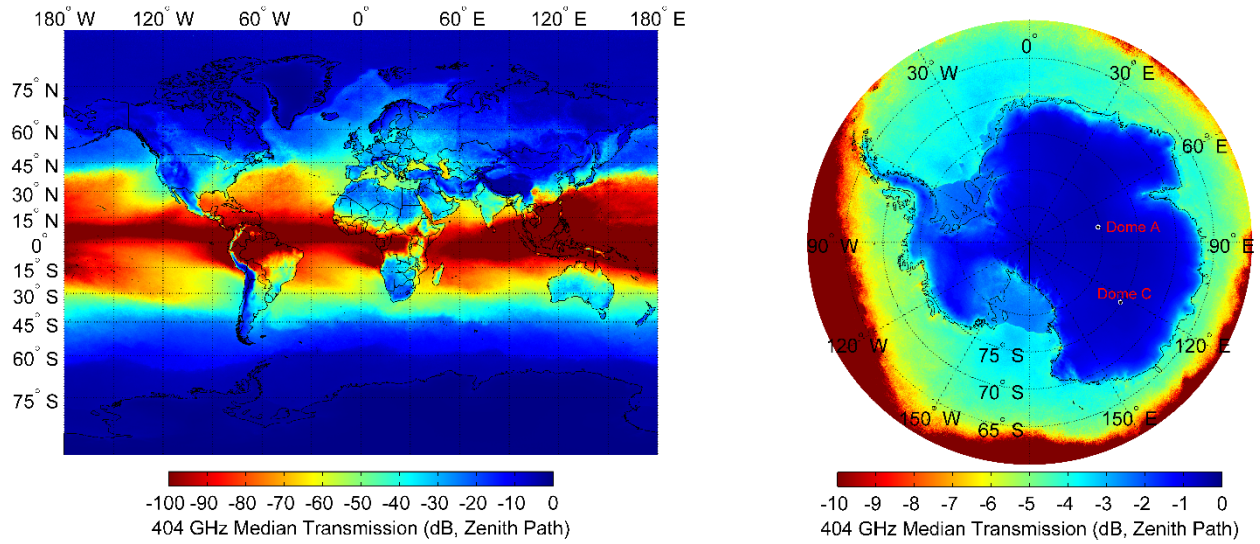 180° W 120° W 60° W 0° 60° E 120° E 180° E
75° N
60° N
45° N
30° N
15° N
0°
15° S
30° S
45° S
60° S
75° S
-100 -90 -80 -70 -60 -50 -40 -30 -20 -10 0
404 GHz Median Transmission (dB, Zenith Path)
0°
30° W 30° E
60° E
Dome A
90° W 90° E
Dome C
120° W 120° E
75° S
70° S
150° W 150° E
65° S
-10 -9 -8 -7 -6 -5 -4 -3 -2 -1 0
404 GHz Median Transmission (dB, Zenith Path)